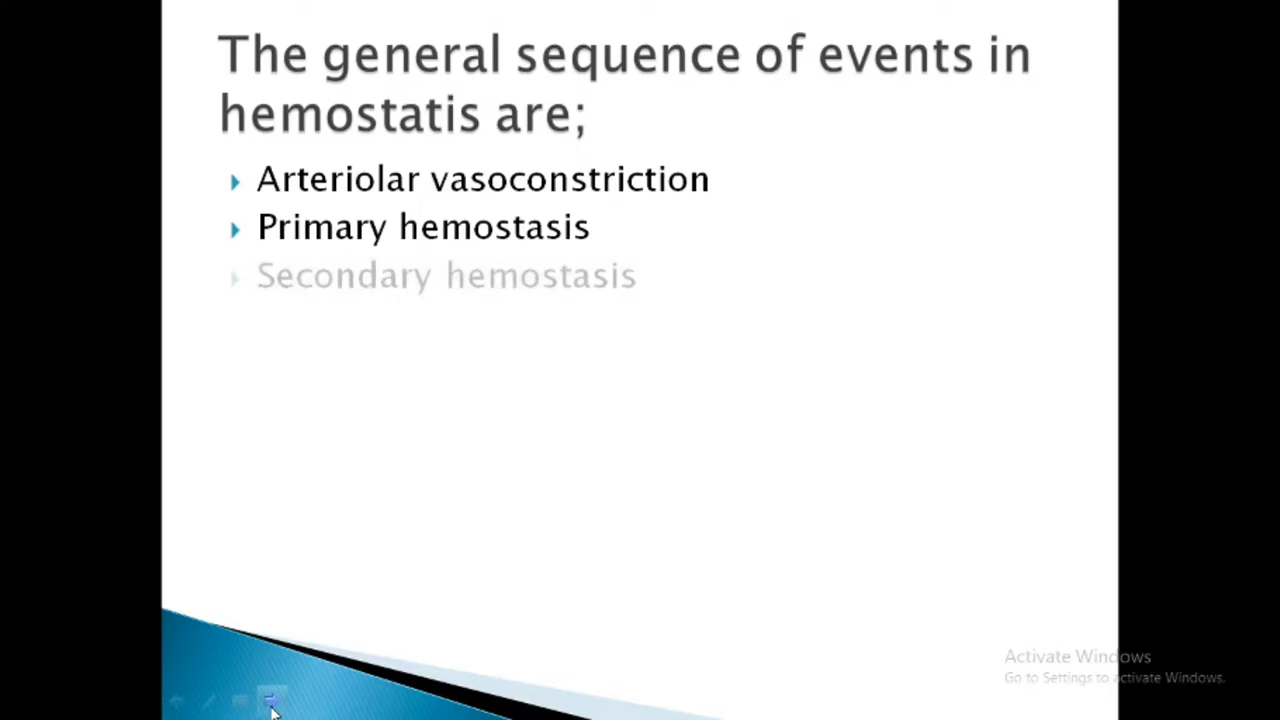 The general sequence of events in
hemostatis are;
Arteriolar vasoconstriction
Primary hemostasis
Secondary hemostasis
Activate Windows
Go to Settings to activate Windows.